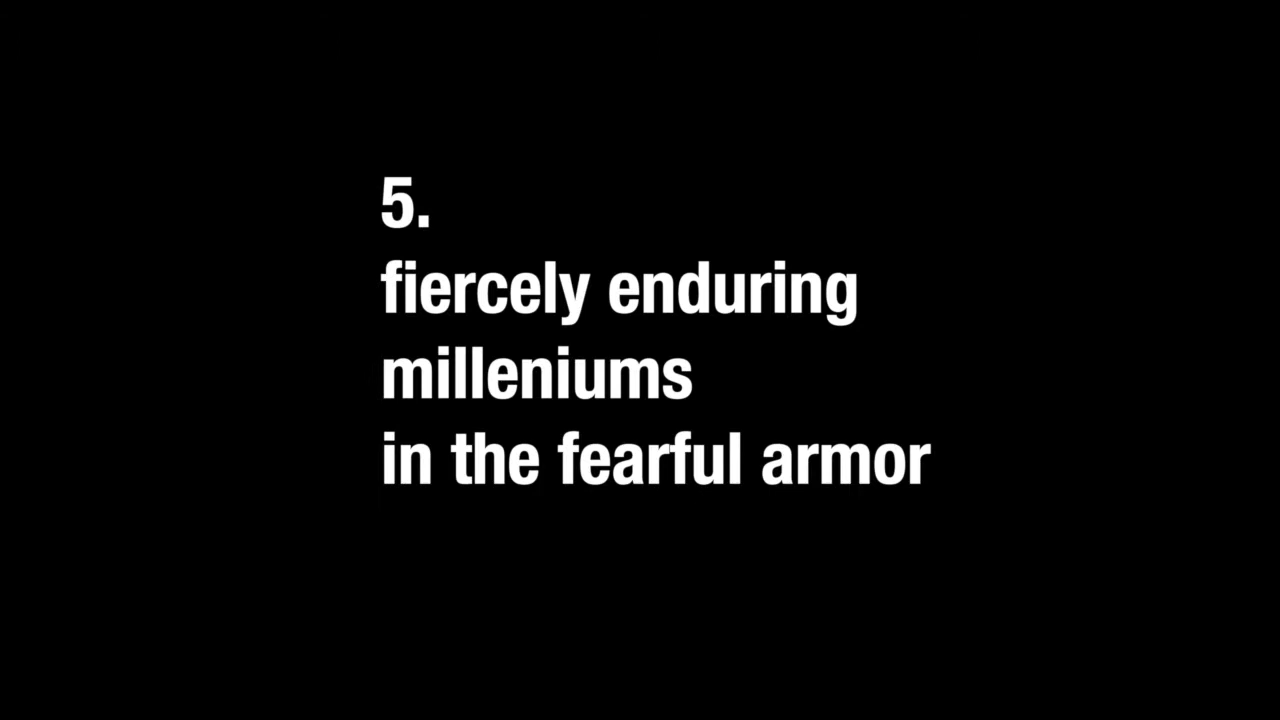 5.
fiercely enduring
milleniums
in the fearful armor